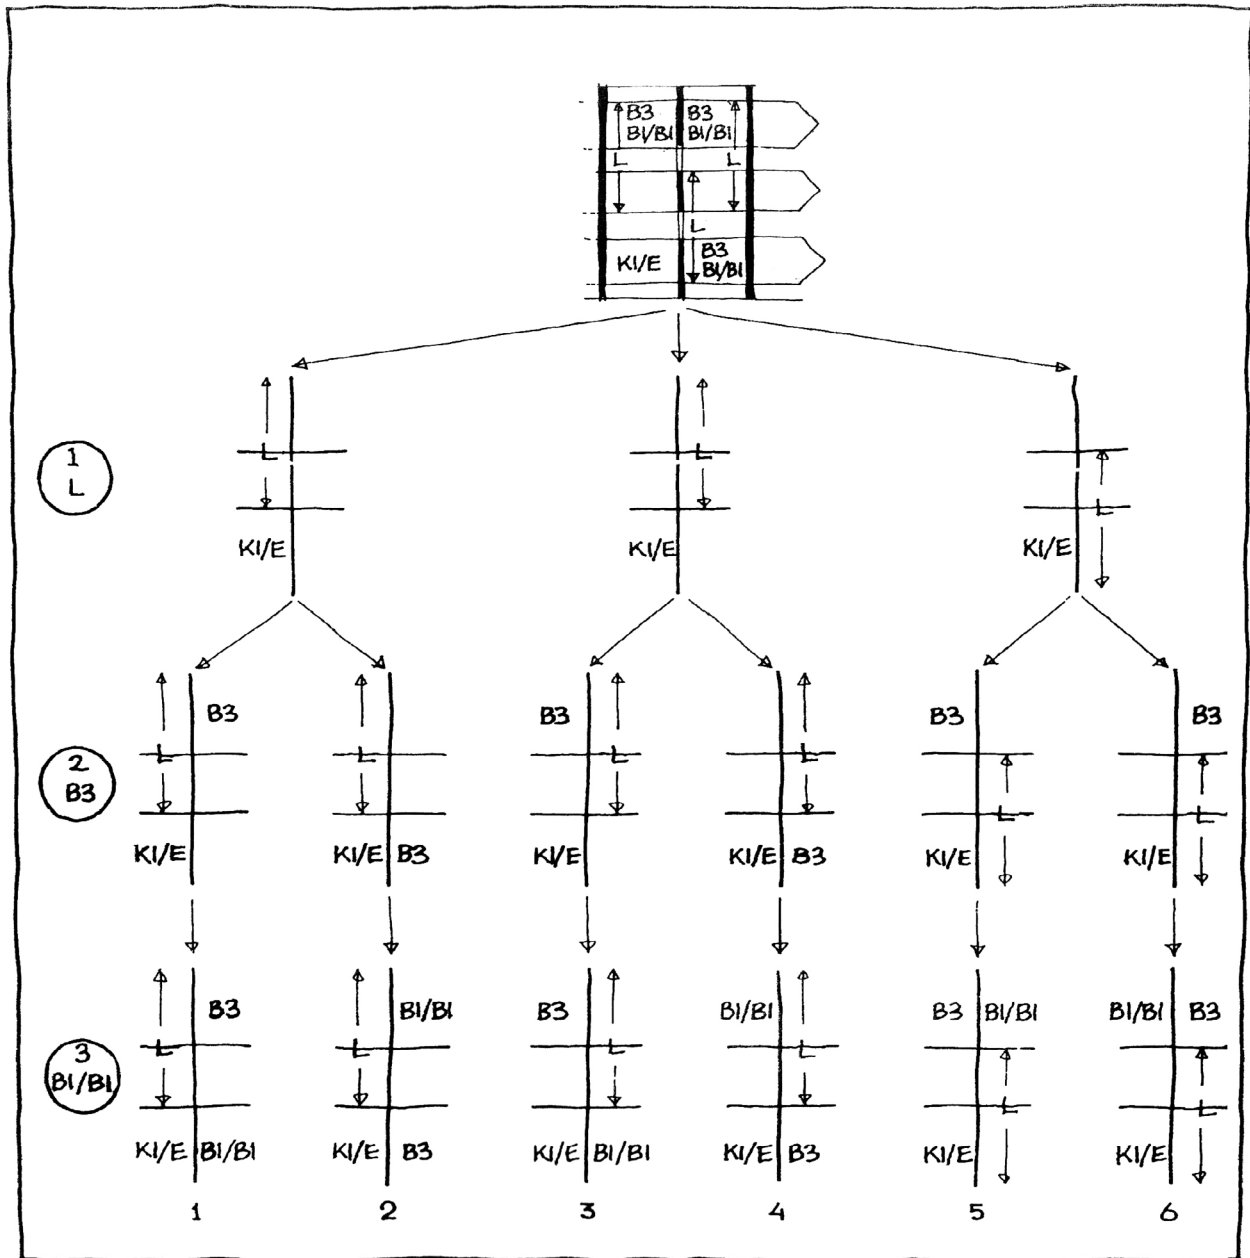 B3 B3
B1/B1 B1/B1
L L
L
K1/E B3
B1/B1
1
L
L L L
K1/E K1/E K1/E
B3 B3 B3
2
B3
L L L L L L
K1/E K1/E B3 K1/E K1/E B3 K1/E K1/E
B3 B1/B1 B3 B1/B1 B3 B1/B1 B1/B1 B3
3
B1/B1
L L L L L L
K1/E B1/B1 K1/E B3 K1/E B1/B1 K1/E B3 K1/E K1/E
1 2 3 4 5 6